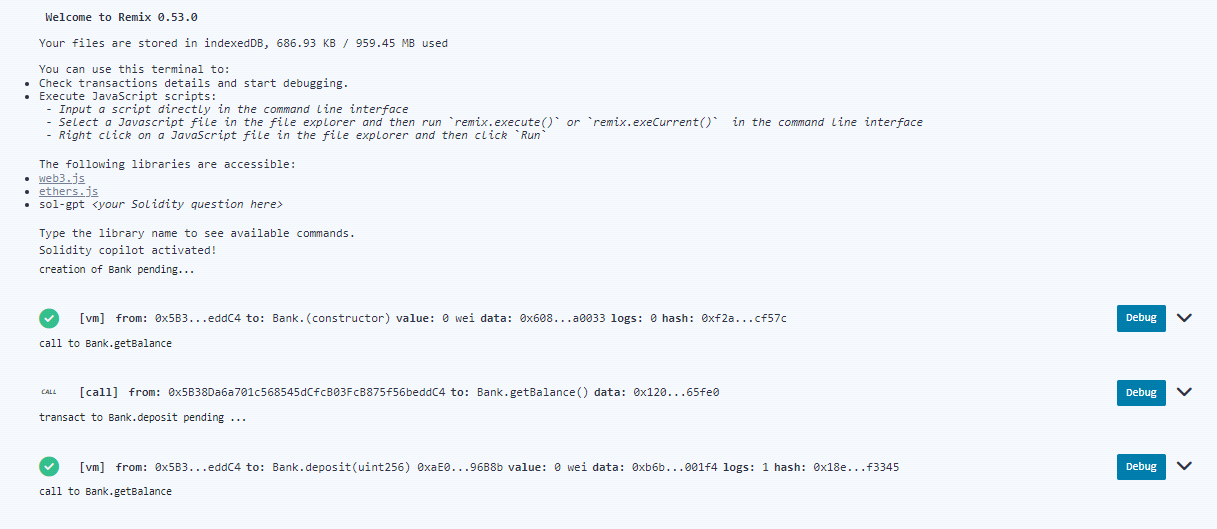 Welcome to Remix 0.53.0
Your files are stored in indexedDB, 686.93 KB / 959.45 MB used
You can use this terminal to:
• Check transactions details and start debugging.
• Execute JavaScript scripts:
- Input a script directly in the command line interface
- Select a Javascript file in the file explorer and then run `remix.execute()` or `remix.exeCurrent()` in the command line interface
- Right click on a JavaScript file in the file explorer and then click `Run`
The following libraries are accessible:
• web3.js
• ethers.js
• sol-gpt <your Solidity question here>
Type the library name to see available commands.
Solidity copilot activated!
creation of Bank pending...
[vm] from: 0x5B3...eddC4 to: Bank.(constructor) value: 0 wei data: 0x608...a0033 logs: 0 hash: 0xf2a...cf57c Debug
call to Bank.getBalance
CALL [call] from: 0x5B38Da6a701c568545dCfcB03FcB875f56beddC4 to: Bank.getBalance() data: 0x120...65fe0 Debug
transact to Bank.deposit pending ...
[vm] from: 0x5B3...eddC4 to: Bank.deposit(uint256) 0xaE0...96B8b value: 0 wei data: 0xb6b...001f4 logs: 1 hash: 0x18e...f3345 Debug
call to Bank.getBalance